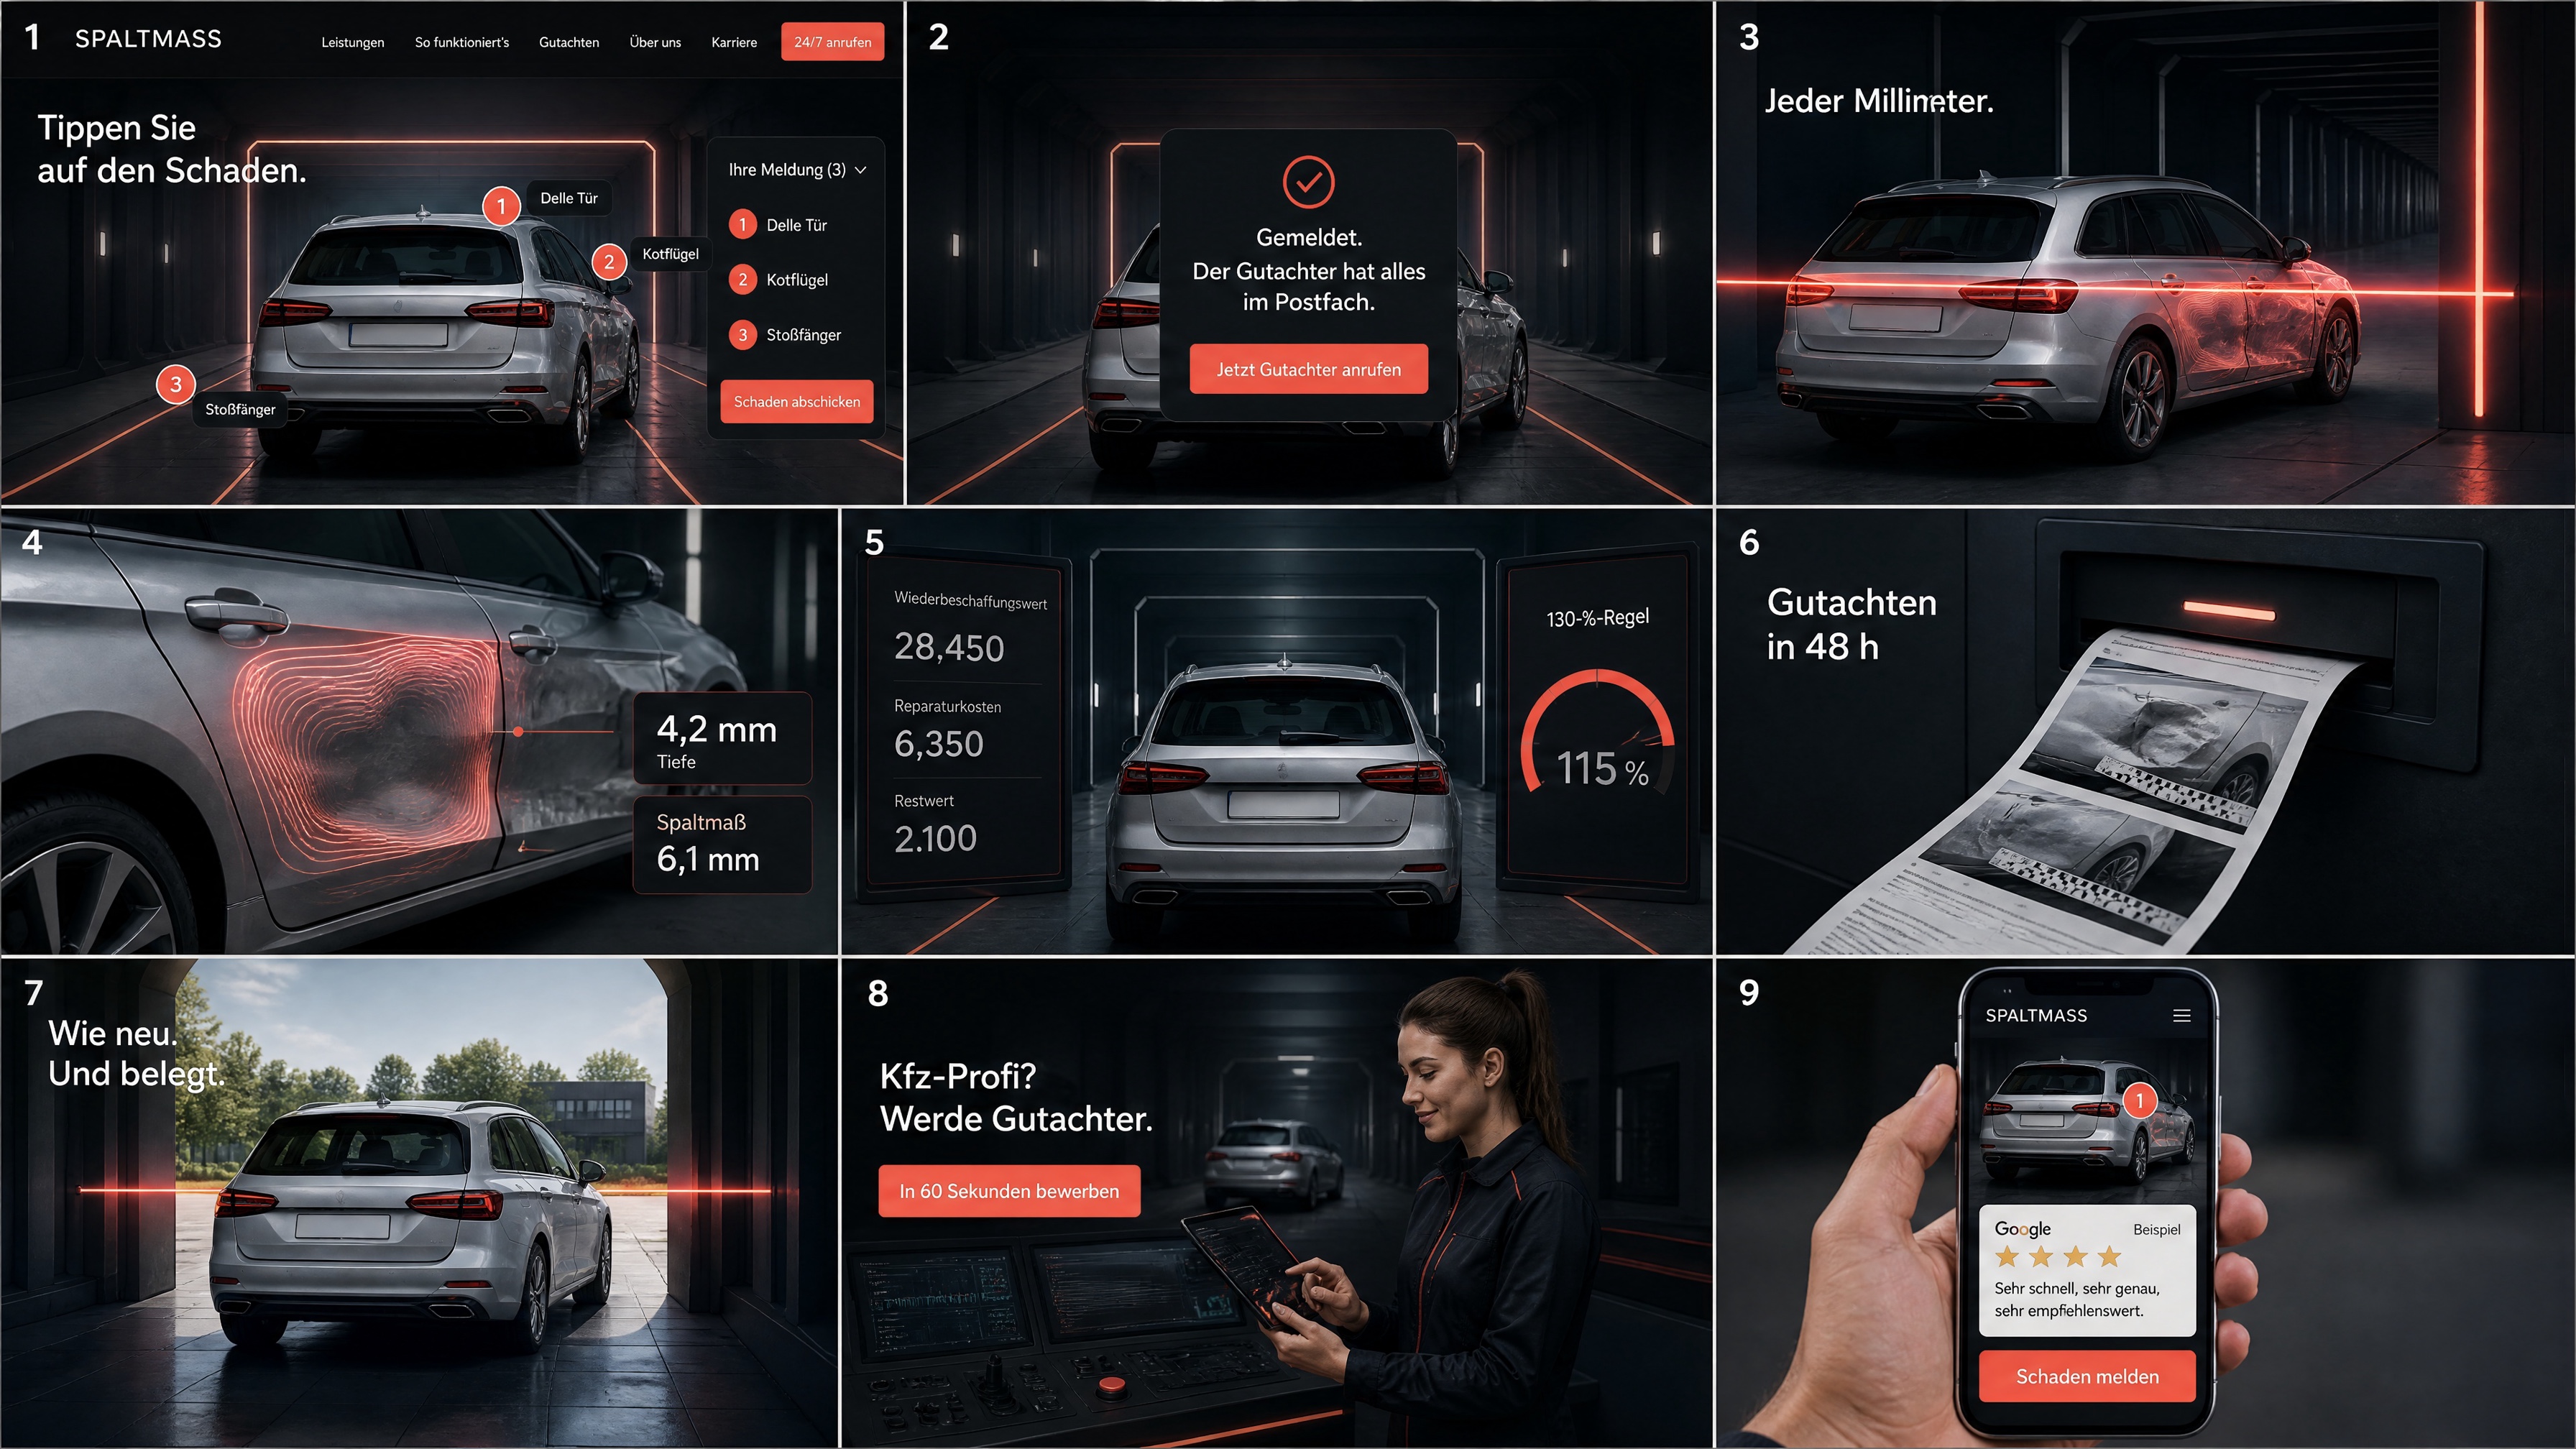 1
SPALTMASS
Leistungen
So funktioniert's
Gutachten
Über uns
Karriere
24/7 anrufen
Tippen Sie
auf den Schaden.
1
Delle Tür
2
Kotflügel
3
Stoßfänger
Ihre Meldung (3)
1 Delle Tür
2 Kotflügel
3 Stoßfänger
Schaden abschicken
2
Gemeldet.
Der Gutachter hat alles
im Postfach.
Jetzt Gutachter anrufen
3
Jeder Millimeter.
4
4,2 mm
Tiefe
Spaltmaß
6,1 mm
5
Wiederbeschaffungswert
28,450
Reparaturkosten
6,350
Restwert
2.100
130-%-Regel
115 %
6
Gutachten
in 48 h
7
Wie neu.
Und belegt.
8
Kfz-Profi?
Werde Gutachter.
In 60 Sekunden bewerben
9
SPALTMASS
1
Google
Beispiel
Sehr schnell, sehr genau,
sehr empfehlenswert.
Schaden melden